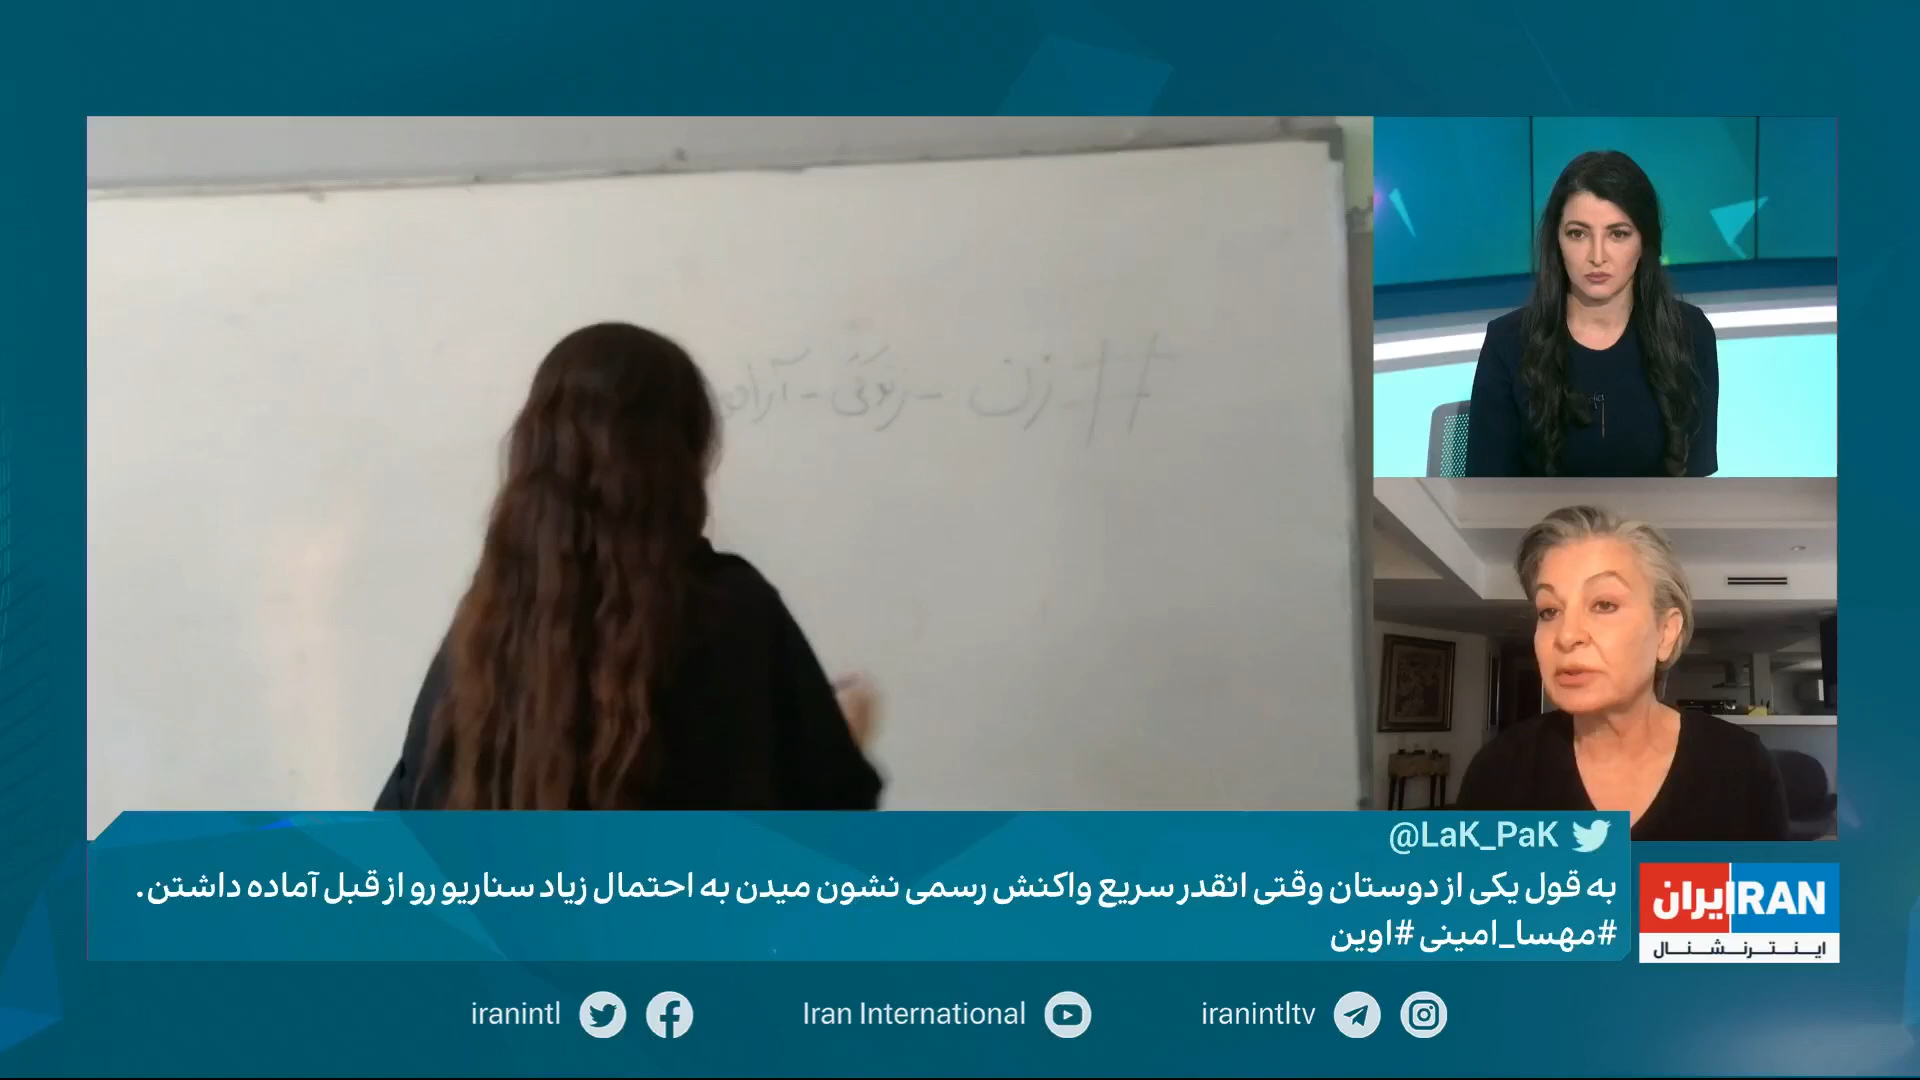 #زن - زندگی - آزادی
@LaK_PaK
به قول یکی از دوستان وقتی انقدر سریع واکنش رسمی نشون میدن به احتمال زیاد سناریو رو از قبل آماده داشتن.
#مهسا_امینی #اوین
ایران IRAN
اینترنشنال
iranintl
Iran International
iranintltv